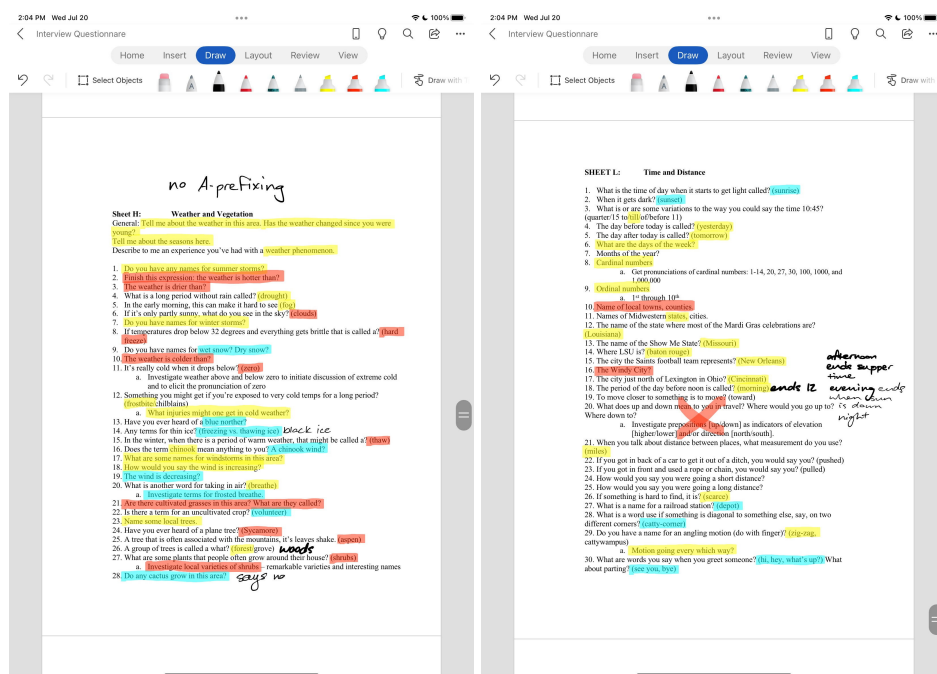 2:04 PM Wed Jul 20
100%
Interview Questionnare
Home Insert Draw Layout Review View
Select Objects
Draw with
no A-prefixing
Sheet H: Weather and Vegetation
General: Tell me about the weather in this area. Has the weather changed since you were
young?
Tell me about the seasons here.
Describe to me an experience you've had with a weather phenomenon.
1. Do you have any names for summer storms?
2. Finish this expression: the weather is hotter than?
3. The weather is drier than?
4. What is a long period without rain called? (drought)
5. In the early morning, this can make it hard to see (fog)
6. If it's only partly sunny, what do you see in the sky? (clouds)
7. Do you have names for winter storms?
8. If temperatures drop below 32 degrees and everything gets brittle that is called a? (hard
freeze)
9. Do you have names for wet snow? Dry snow?
10. The weather is colder than?
11. It's really cold when it drops below? (zero)
a. Investigate weather above and below zero to initiate discussion of extreme cold
and to elicit the pronunciation of zero
12. Something you might get if you're exposed to very cold temps for a long period?
(frostbite/chilblains)
a. What injuries might one get in cold weather?
13. Have you ever heard of a blue norther?
14. Any terms for thin ice? (freezing vs. thawing ice) black ice
15. In the winter, when there is a period of warm weather, that might be called a? (thaw)
16. Does the term chinook mean anything to you? A chinook wind?
17. What are some names for windstorms in this area?
18. How would you say the wind is increasing?
19. The wind is decreasing?
20. What is another word for taking in air? (breathe)
a. Investigate terms for frosted breathe.
21. Are there cultivated grasses in this area? What are they called?
22. Is there a term for an uncultivated crop? (volunteer)
23. Name some local trees.
24. Have you ever heard of a plane tree? (Sycamore)
25. A tree that is often associated with the mountains, it's leaves shake. (aspen)
26. A group of trees is called a what? (forest/grove) woods
27. What are some plants that people often grow around their house? (shrubs)
a. Investigate local varieties of shrubs – remarkable varieties and interesting names
28. Do any cactus grow in this area? says no
2:04 PM Wed Jul 20
100%
Interview Questionnare
Home Insert Draw Layout Review View
Select Objects
Draw with
SHEET L: Time and Distance
1. What is the time of day when it starts to get light called? (sunrise)
2. When it gets dark? (sunset)
3. What is or are some variations to the way you could say the time 10:45?
(quarter/15 to/till/of/before 11)
4. The day before today is called? (yesterday)
5. The day after today is called? (tomorrow)
6. What are the days of the week?
7. Months of the year?
8. Cardinal numbers
a. Get pronunciations of cardinal numbers: 1-14, 20, 27, 30, 100, 1000, and
1,000,000
9. Ordinal numbers
a. 1st through 10th
10. Name of local towns, counties.
11. Names of Midwestern states, cities.
12. The name of the state where most of the Mardi Gras celebrations are?
(Louisiana)
13. The name of the Show Me State? (Missouri)
14. Where LSU is? (baton rouge)
15. The city the Saints football team represents? (New Orleans)
16. The Windy City?
17. The city just north of Lexington in Ohio? (Cincinnati)
18. The period of the day before noon is called? (morning) ends 12
afternoon
ends supper
time
evening ends
when sun
is down
night
19. To move closer to something is to move? (toward)
20. What does up and down mean to you in travel? Where would you go up to?
Where down to?
a. Investigate prepositions [up/down] as indicators of elevation
[higher/lower] and/or direction [north/south].
21. When you talk about distance between places, what measurement do you use?
(miles)
22. If you got in back of a car to get it out of a ditch, you would say you? (pushed)
23. If you got in front and used a rope or chain, you would say you? (pulled)
24. How would you say you were going a short distance?
25. How would you say you were going a long distance?
26. If something is hard to find, it is? (scarce)
27. What is a name for a railroad station? (depot)
28. What is a word use if something is diagonal to something else, say, on two
different corners? (catty-corner)
29. Do you have a name for an angling motion (do with finger)? (zig-zag,
cattywampus)
a. Motion going every which way?
30. What are words you say when you greet someone? (hi, hey, what's up?) What
about parting? (see you, bye)